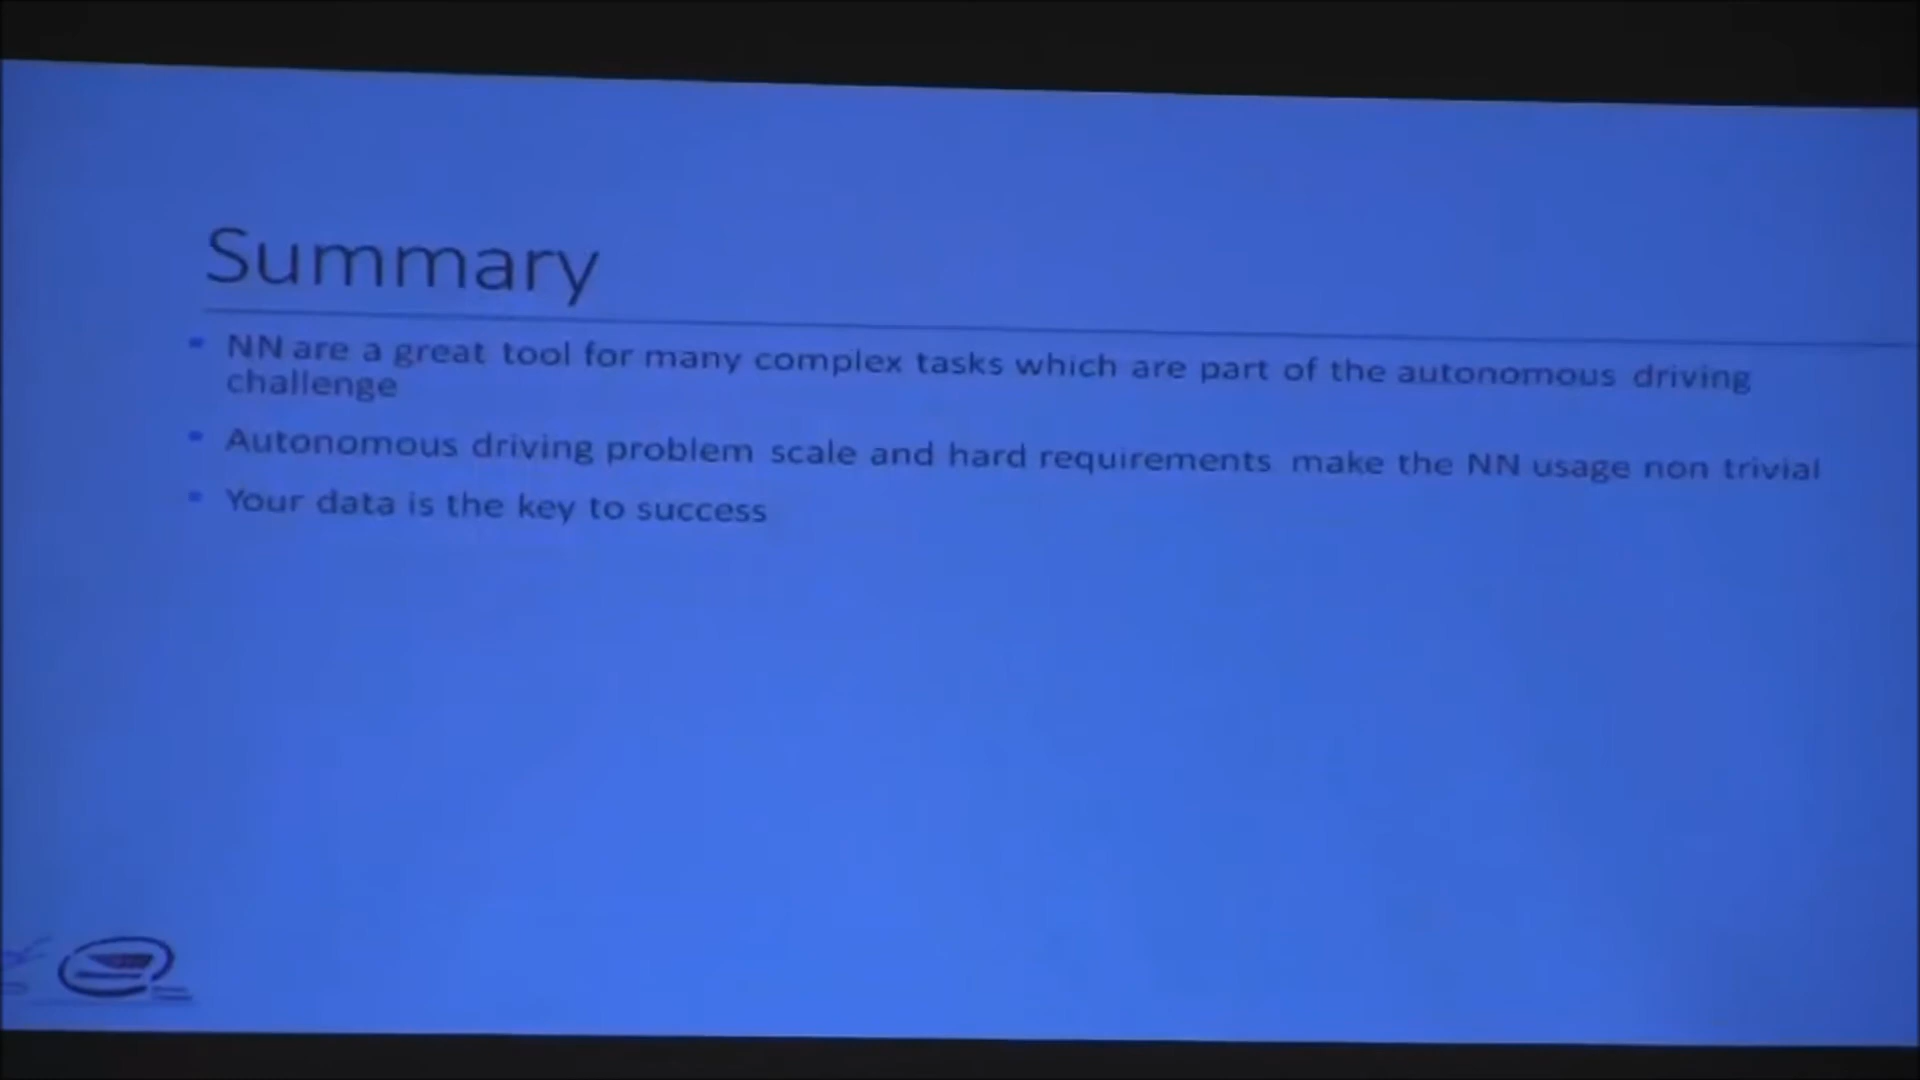 Summary
NN are a great tool for many complex tasks which are part of the autonomous driving
challenge
Autonomous driving problem scale and hard requirements make the NN usage non trivial
Your data is the key to success